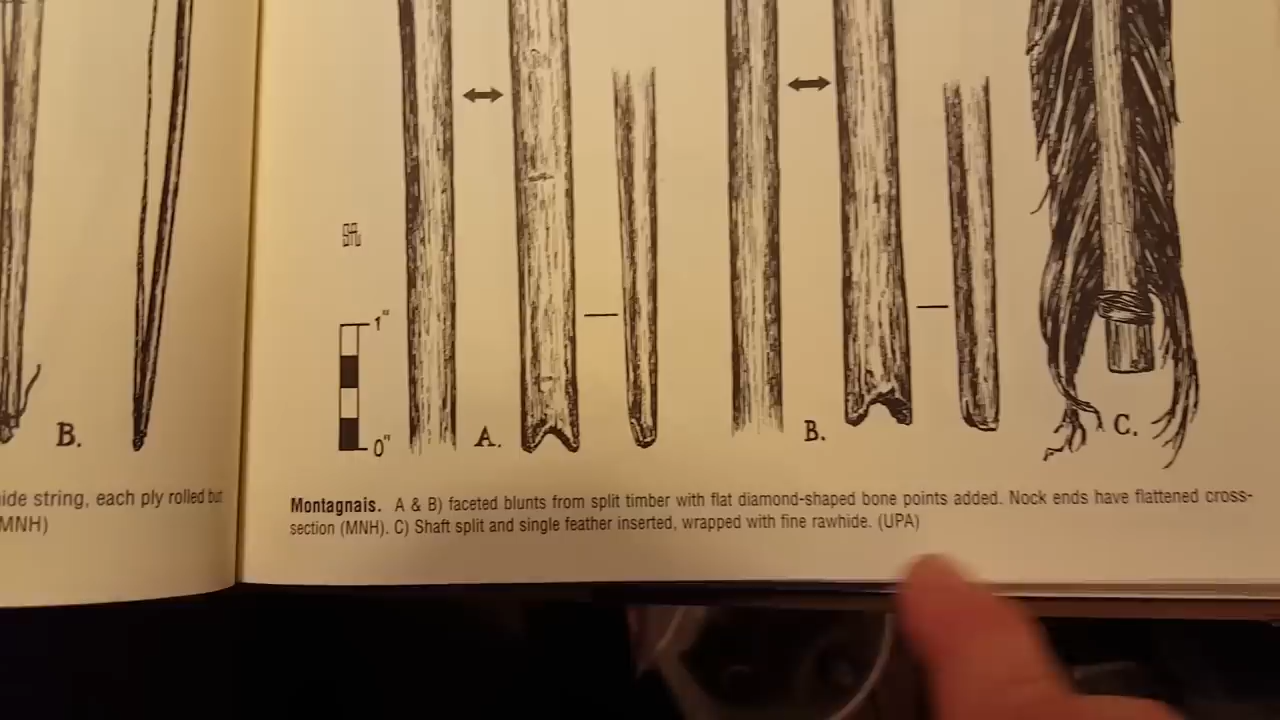 B.
ide string, each ply rolled but
MNH)
1"
0"
A.
B.
C.
Montagnais. A & B) faceted blunts from split timber with flat diamond-shaped bone points added. Nock ends have flattened cross-
section (MNH). C) Shaft split and single feather inserted, wrapped with fine rawhide. (UPA)